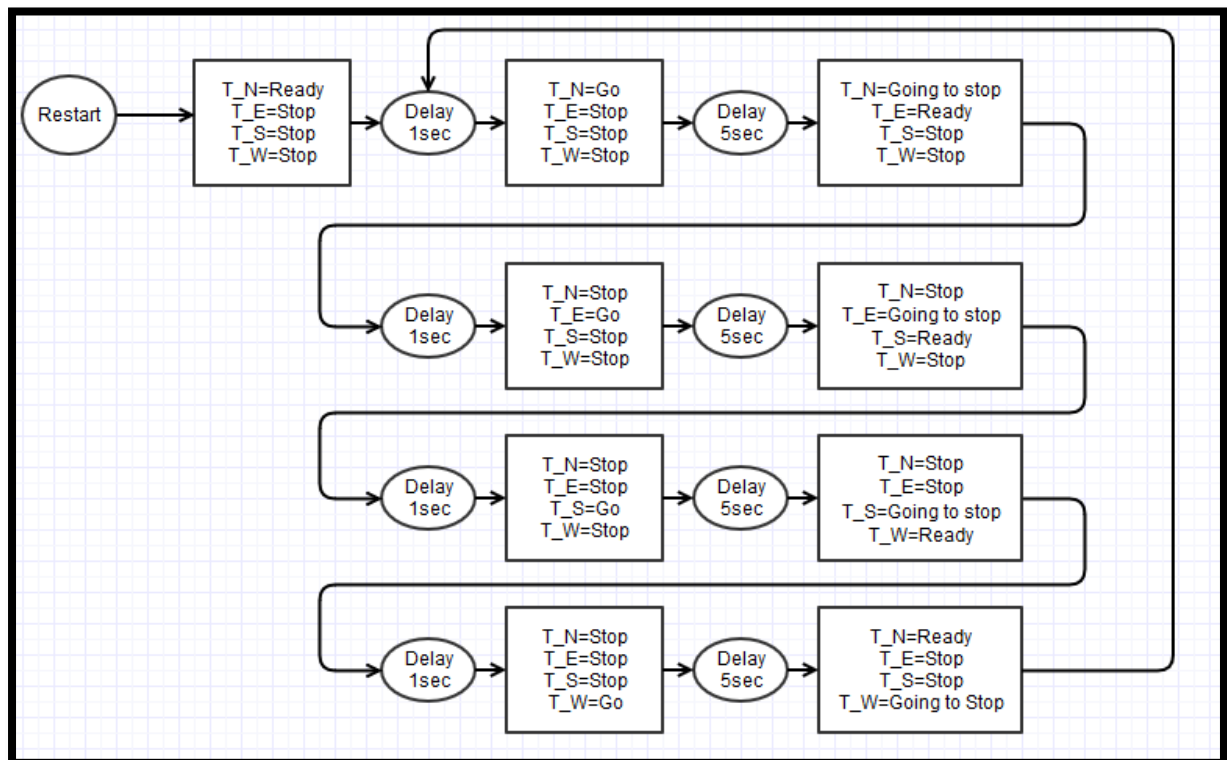 Restart
T_N=Ready
T_E=Stop
T_S=Stop
T_W=Stop
Delay
1sec
T_N=Go
T_E=Stop
T_S=Stop
T_W=Stop
Delay
5sec
T_N=Going to stop
T_E=Ready
T_S=Stop
T_W=Stop
Delay
1sec
T_N=Stop
T_E=Go
T_S=Stop
T_W=Stop
Delay
5sec
T_N=Stop
T_E=Going to stop
T_S=Ready
T_W=Stop
Delay
1sec
T_N=Stop
T_E=Stop
T_S=Go
T_W=Stop
Delay
5sec
T_N=Stop
T_E=Stop
T_S=Going to stop
T_W=Ready
Delay
1sec
T_N=Stop
T_E=Stop
T_S=Stop
T_W=Go
Delay
5sec
T_N=Ready
T_E=Stop
T_S=Stop
T_W=Going to Stop